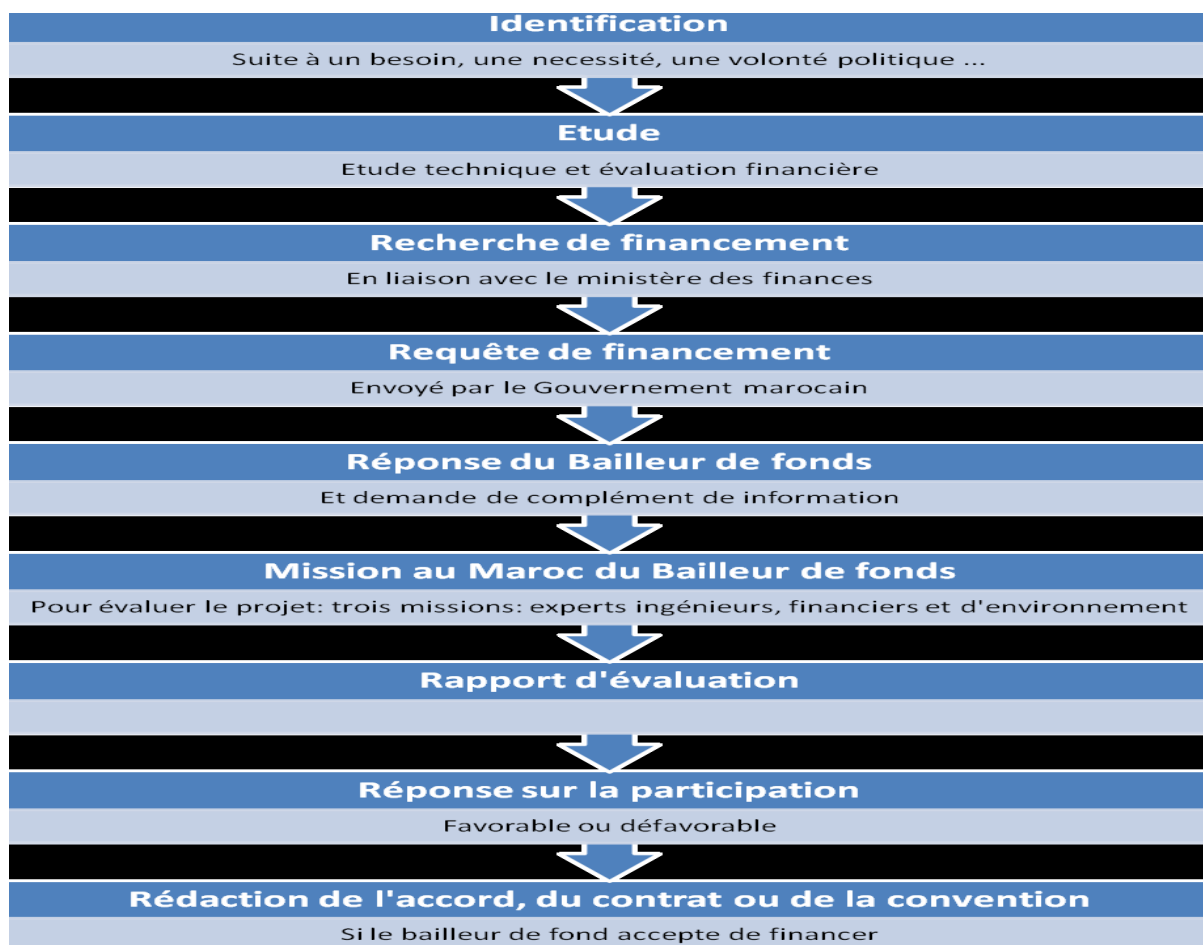 Identification
Suite à un besoin, une necessité, une volonté politique ...
Etude
Etude technique et évaluation financière
Recherche de financement
En liaison avec le ministère des finances
Requête de financement
Envoyé par le Gouvernement marocain
Réponse du Bailleur de fonds
Et demande de complément de information
Mission au Maroc du Bailleur de fonds
Pour évaluer le projet: trois missions: experts ingénieurs, financiers et d'environnement
Rapport d'évaluation
Réponse sur la participation
Favorable ou défavorable
Rédaction de l'accord, du contrat ou de la convention
Si le bailleur de fond accepte de financer